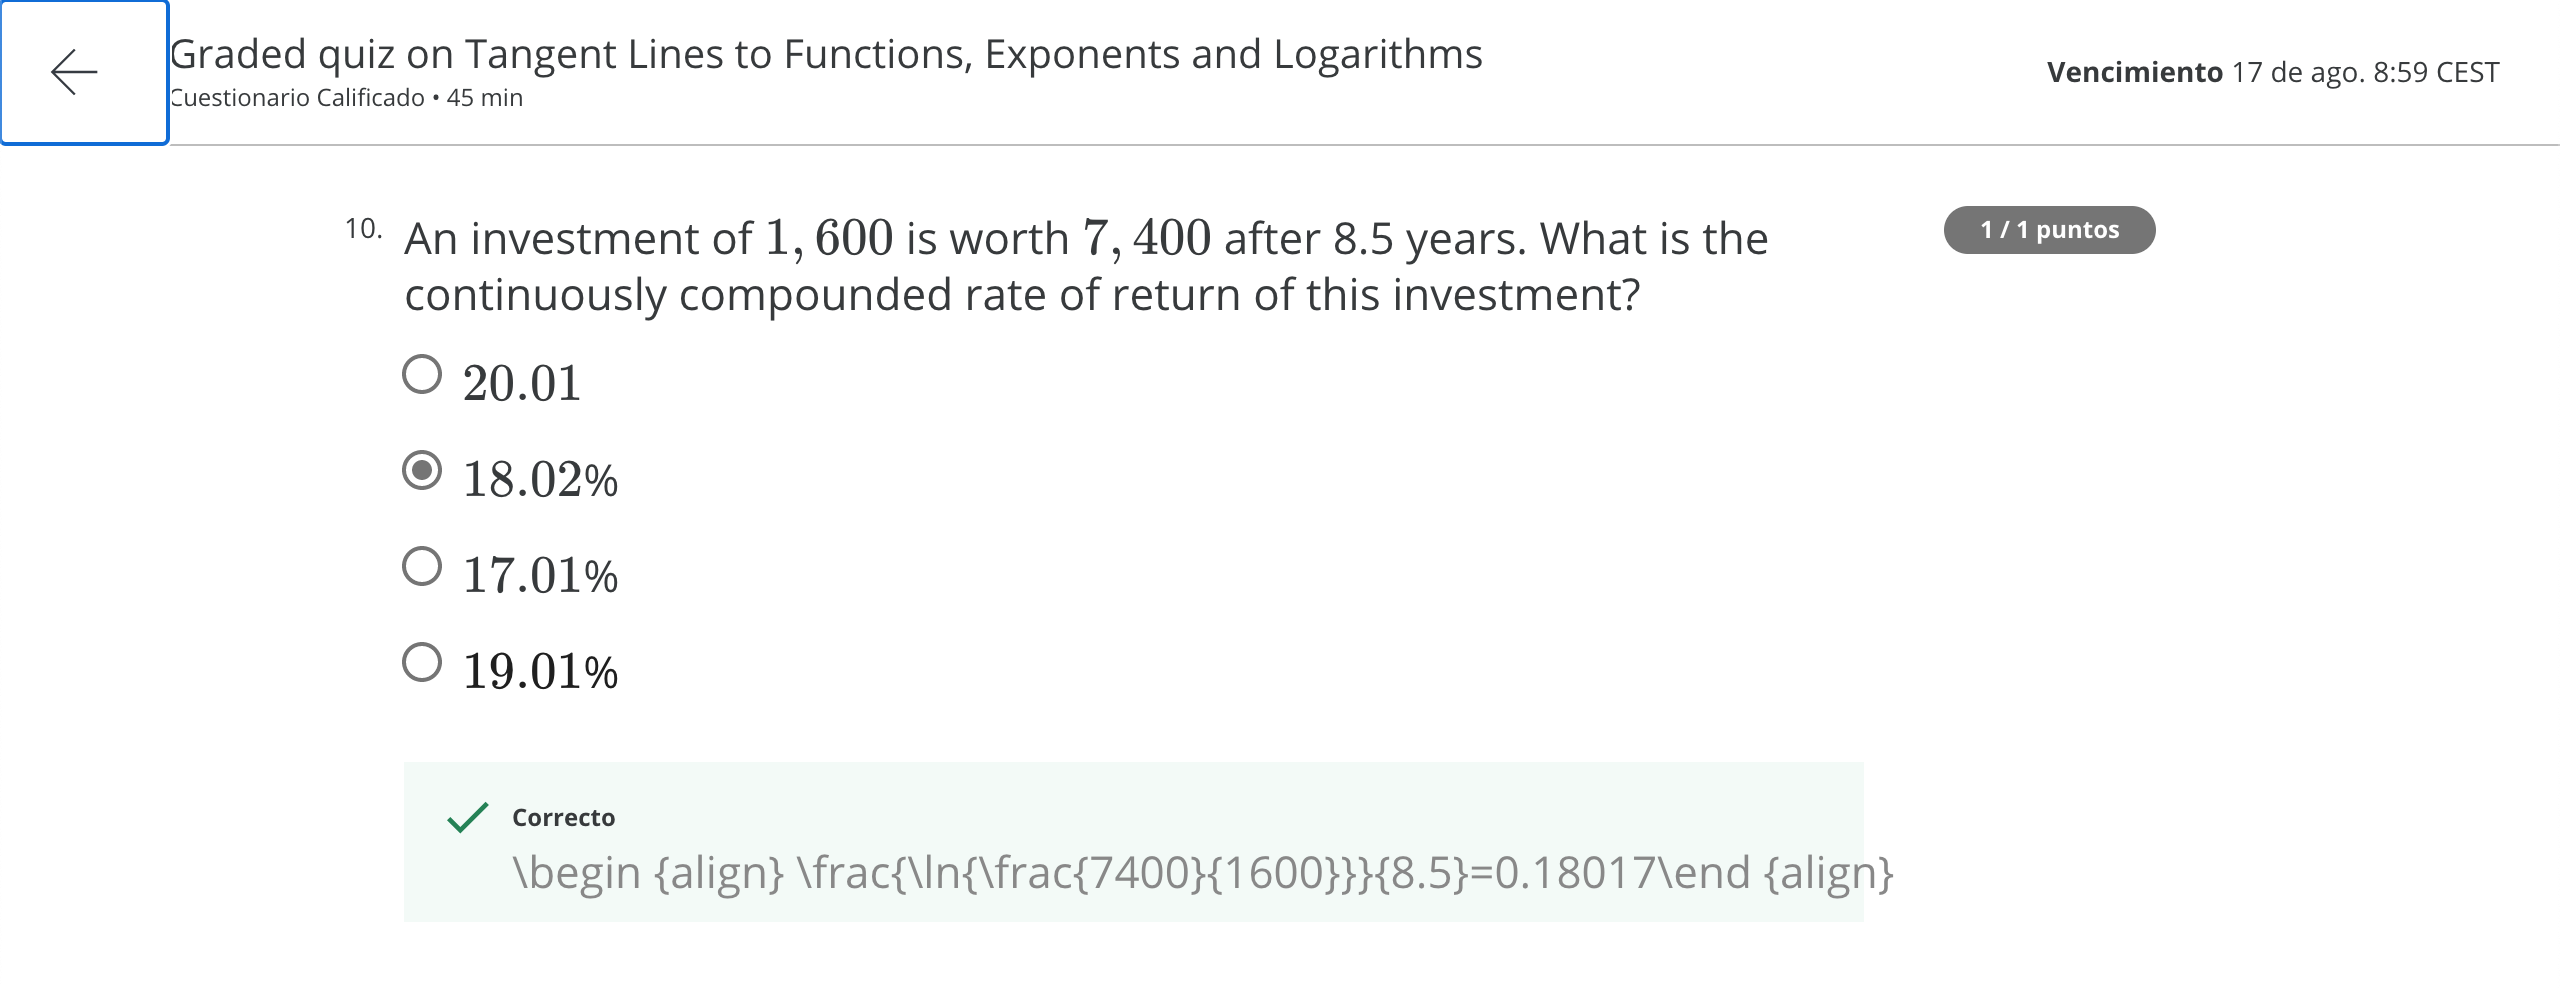 Graded quiz on Tangent Lines to Functions, Exponents and Logarithms
Cuestionario Calificado • 45 min
Vencimiento 17 de ago. 8:59 CEST
10. An investment of 1,600 is worth 7,400 after 8.5 years. What is the
continuously compounded rate of return of this investment?
1 / 1 puntos
20.01
18.02%
17.01%
19.01%
Correcto
\begin {align} \frac{\ln{\frac{7400}{1600}}}{8.5}=0.18017\end {align}